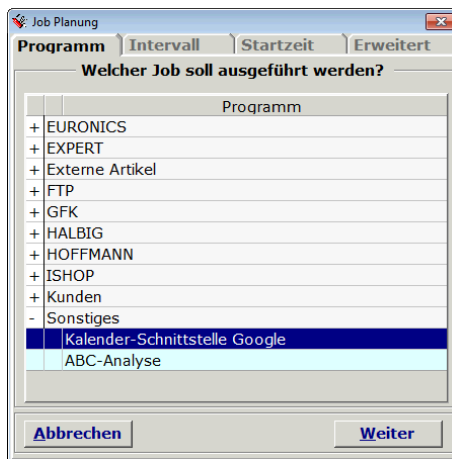 Job Planung
Programm Intervall Startzeit Erweitert
Welcher Job soll ausgeführt werden?
Programm
+ EURONICS
+ EXPERT
+ Externe Artikel
+ FTP
+ GFK
+ HALBIG
+ HOFFMANN
+ ISHOP
+ Kunden
- Sonstiges
Kalender-Schnittstelle Google
ABC-Analyse
Abbrechen Weiter